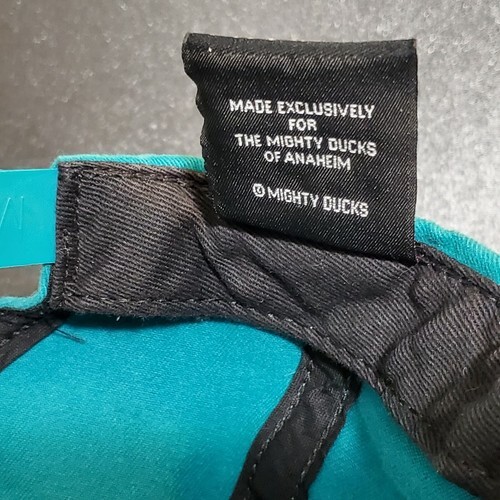 MADE EXCLUSIVELY
FOR
THE MIGHTY DUCKS
OF ANAHEIM
© MIGHTY DUCKS